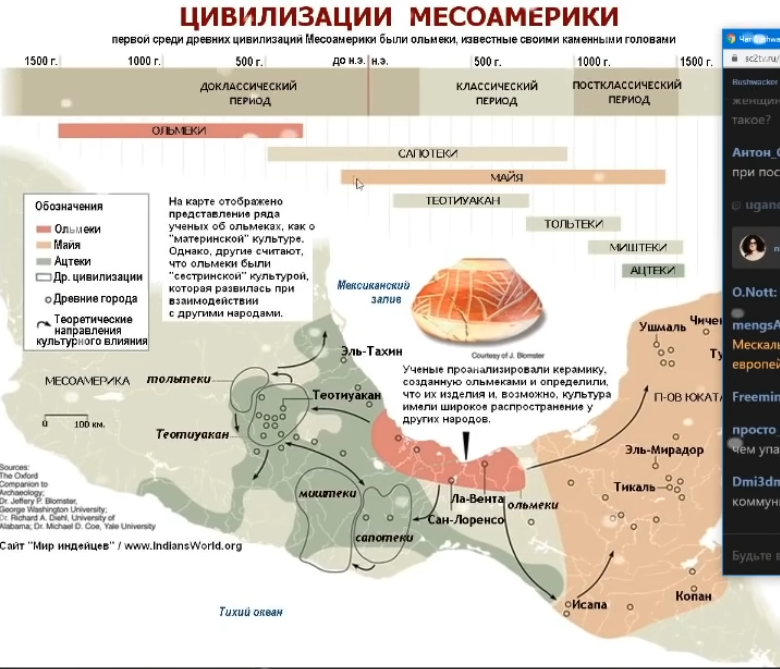 ЦИВИЛИЗАЦИИ МЕСОАМЕРИКИ
первой среди древних цивилизаций Месоамерики были ольмеки, известные своими каменными головами
1500 г. 1000 г. 500 г. до н.э. н.э. 500 г. 1000 г. 1500 г.
ДОКЛАССИЧЕСКИЙ ПЕРИОД
КЛАССИЧЕСКИЙ ПЕРИОД
ПОСТКЛАССИЧЕСКИЙ ПЕРИОД
ОЛЬМЕКИ
САПОТЕКИ
МАЙЯ
ТЕОТИУАКАН
ТОЛЬТЕКИ
МИШТЕКИ
АЦТЕКИ
Обозначения
Ольмеки
Майя
Ацтеки
Др. цивилизации
Древние города
Теоретические
направления
культурного влияния
На карте отображено
представление ряда
ученых об ольмеках, как о
"материнской" культуре.
Однако, другие считают,
что ольмеки были
"сестринской" культурой,
которая развилась при
взаимодействии
с другими народами.
Мексиканский
залив
Courtesy of J. Blomster
Ученые проанализировали керамику,
созданную ольмеками и определили,
что их изделия и, возможно, культура
имели широкое распространение у
других народов.
Ушмаль
Эль-Тахин
МЕСОАМЕРИКА
тольтеки
Теотиуакан
0 100 км.
Теотиуакан
П-ОВ ЮКАТА
Эль-Мирадор
Тикаль
миштеки
сапотеки
Ла-Вента
ольмеки
Сан-Лоренсо
Исапа
Копан
Тихий океан
Sources:
The Oxford
Companion to
Archaeology;
Dr. Jeffery P. Blomster,
George Washington University;
Dr. Richard A. Diehl, University of
Alabama; Dr. Michael D. Coe, Yale University
Сайт "Мир индейцев" / www.IndiansWorld.org
sc2tv.ru/
Rushwacker
такое?
Антон_
при пос
O.Nott:
mengsA
Мескаль
европей
Freemin
просто_
чем упа
Dmi3dm
коммун
Будьте в